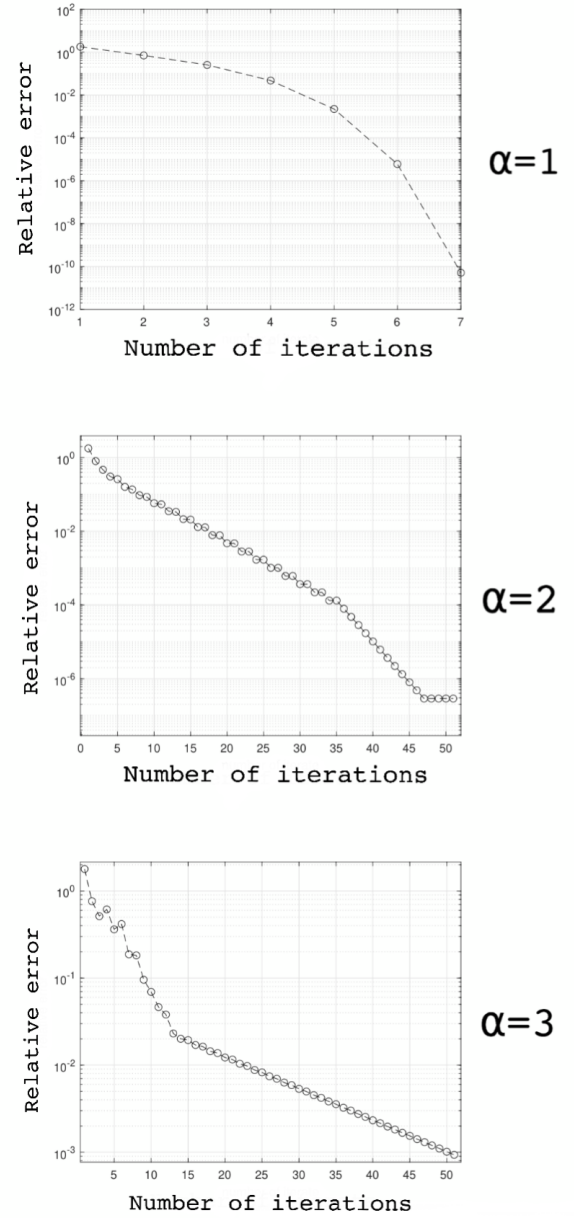 10^2
10^0
10^-2
10^-4
10^-6
10^-8
10^-10
10^-12
Relative error
1 2 3 4 5 6 7
Number of iterations
α=1
10^0
10^-2
10^-4
10^-6
Relative error
0 5 10 15 20 25 30 35 40 45 50
Number of iterations
α=2
10^0
10^-1
10^-2
10^-3
Relative error
5 10 15 20 25 30 35 40 45 50
Number of iterations
α=3